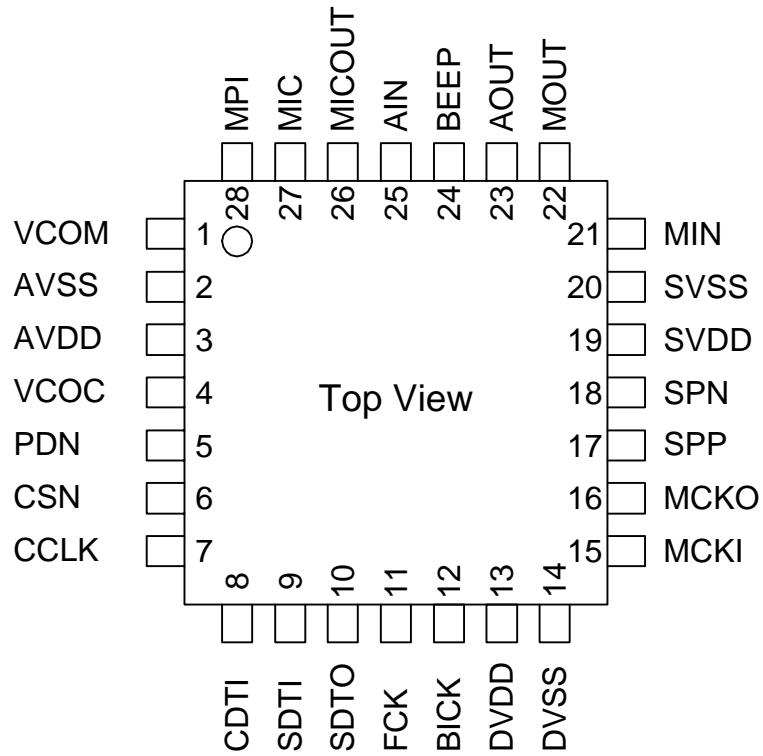 MPI
MIC
MICOUT
AIN
BEEP
AOUT
MOUT
28
27
26
25
24
23
22
VCOM 1
AVSS 2
AVDD 3
VCOC 4
PDN 5
CSN 6
CCLK 7
Top View
21 MIN
20 SVSS
19 SVDD
18 SPN
17 SPP
16 MCKO
15 MCKI
8
9
10
11
12
13
14
CDTI
SDTI
SDTO
FCK
BICK
DVDD
DVSS